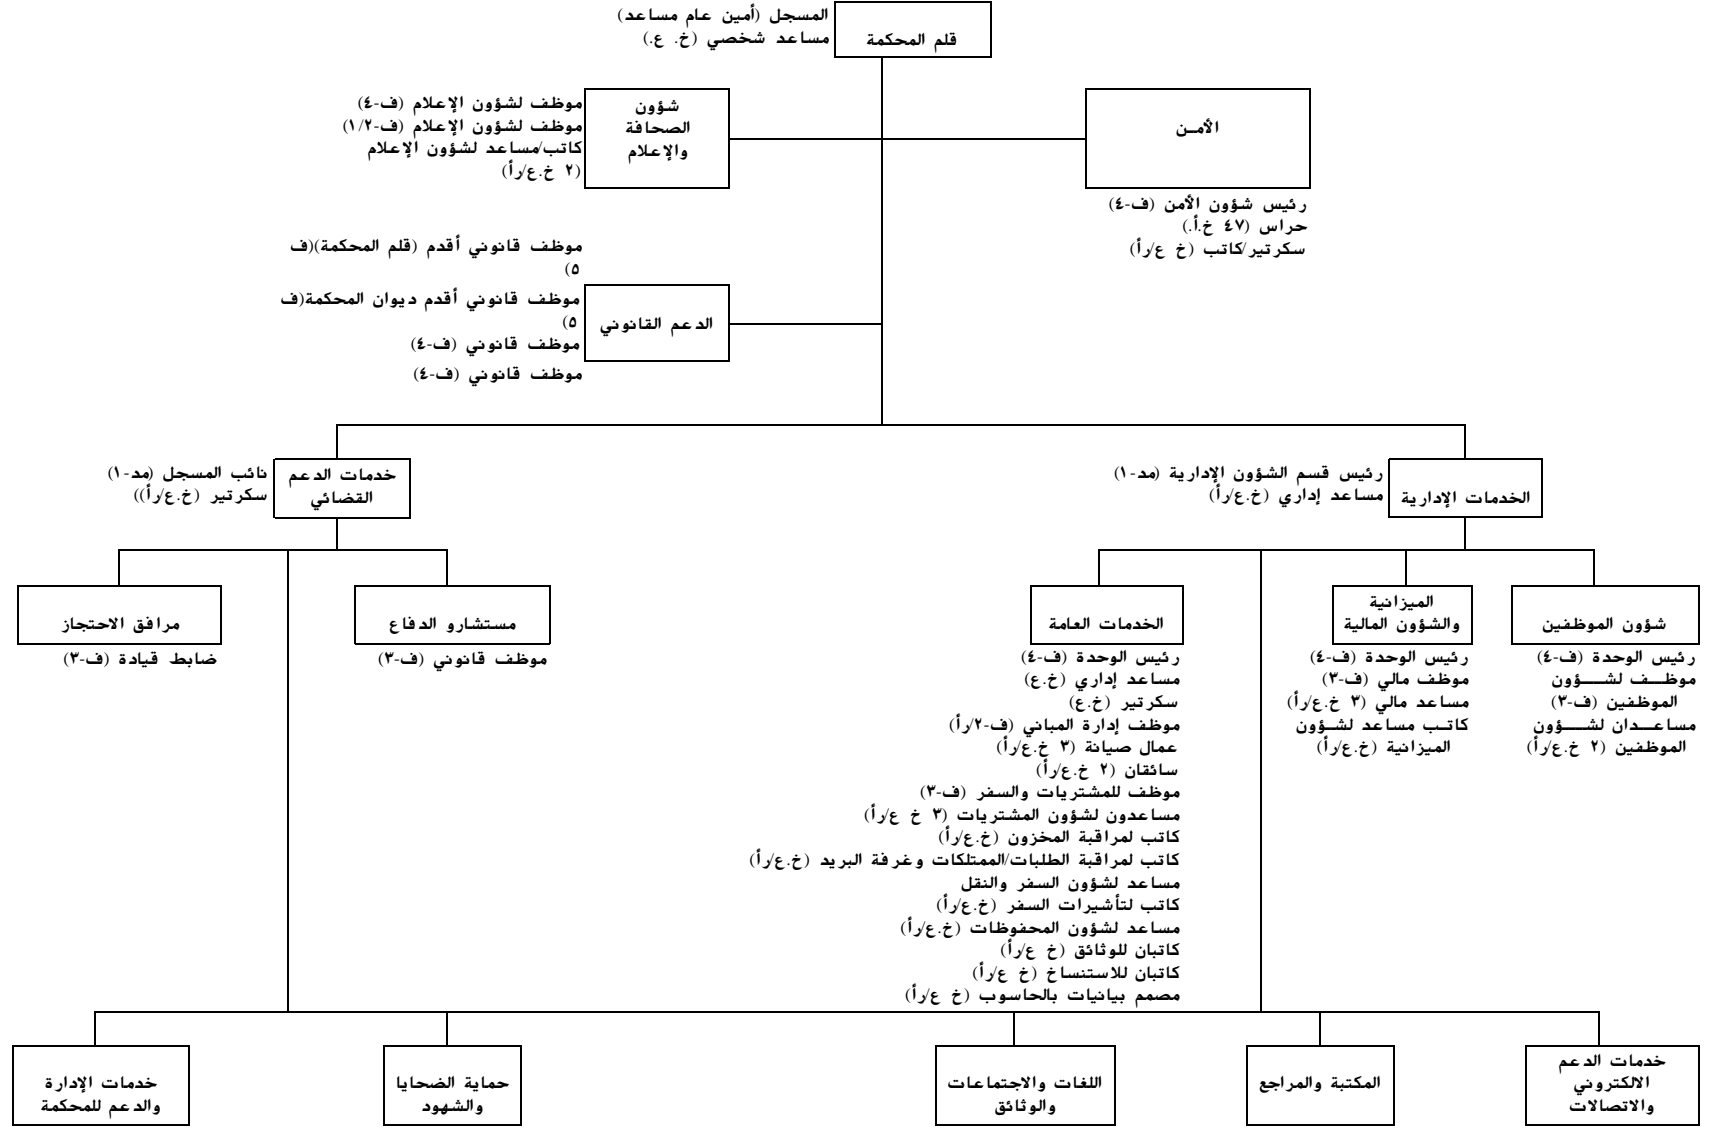 قلم المحكمة
المسجل (أمين عام مساعد)
مساعد شخصي (خ. ع.)
الأمــن
رئيس شؤون الأمن (ف-٤)
حراس (٤٧ خ.أ.)
سكرتير/كاتب (خ ع/رأ)
شؤون
الصحافة
والإعلام
موظف لشؤون الإعلام (ف-٤)
موظف لشؤون الإعلام (ف-١/٢)
كاتب/مساعد لشؤون الإعلام
(٢ خ.ع/رأ)
الدعم القانوني
موظف قانوني أقدم (قلم المحكمة)(ف
٥)
موظف قانوني أقدم ديوان المحكمة(ف
٥)
موظف قانوني (ف-٤)
موظف قانوني (ف-٤)
الخدمات الإدارية
رئيس قسم الشؤون الإدارية (مد-١)
مساعد إداري (خ.ع/رأ)
خدمات الدعم
القضائي
نائب المسجل (مد-١)
سكرتير (خ.ع/رأ))
شؤون الموظفين
رئيس الوحدة (ف-٤)
موظــف لشــــؤون
الموظفين (ف-٣)
مساعــدان لشــــؤون
الموظفين (٢ خ.ع/رأ)
الميزانية
والشؤون المالية
رئيس الوحدة (ف-٤)
موظف مالي (ف-٣)
مساعد مالي (٣ خ.ع/رأ)
كاتـب مساعد لشــؤون
الميزانية (خ.ع/رأ)
الخدمات العامة
رئيس الوحدة (ف-٤)
مساعد إداري (خ.ع)
سكرتير (خ.ع)
موظف إدارة المباني (ف-٢/رأ)
عمال صيانة (٣ خ.ع/رأ)
سائقان (٢ خ.ع/رأ)
موظف للمشتريات والسفر (ف-٣)
مساعدون لشؤون المشتريات (٣ خ ع/رأ)
كاتب لمراقبة المخزون (خ.ع/رأ)
كاتب لمراقبة الطلبات/الممتلكات وغرفة البريد (خ.ع/رأ)
مساعد لشؤون السفر والنقل
كاتب لتأشيرات السفر (خ.ع/رأ)
مساعد لشؤون المحفوظات (خ.ع/رأ)
كاتبان للوثائق (خ ع/رأ)
كاتبان للاستنساخ (خ ع/رأ)
مصمم بيانيات بالحاسوب (خ ع/رأ)
مستشارو الدفاع
موظف قانوني (ف-٣)
مرافق الاحتجاز
ضابط قيادة (ف-٣)
خدمات الدعم
الالكتروني
والاتصالات
المكتبة والمراجع
اللغات والاجتماعات
والوثائق
حماية الضحايا
والشهود
خدمات الإدارة
والدعم للمحكمة